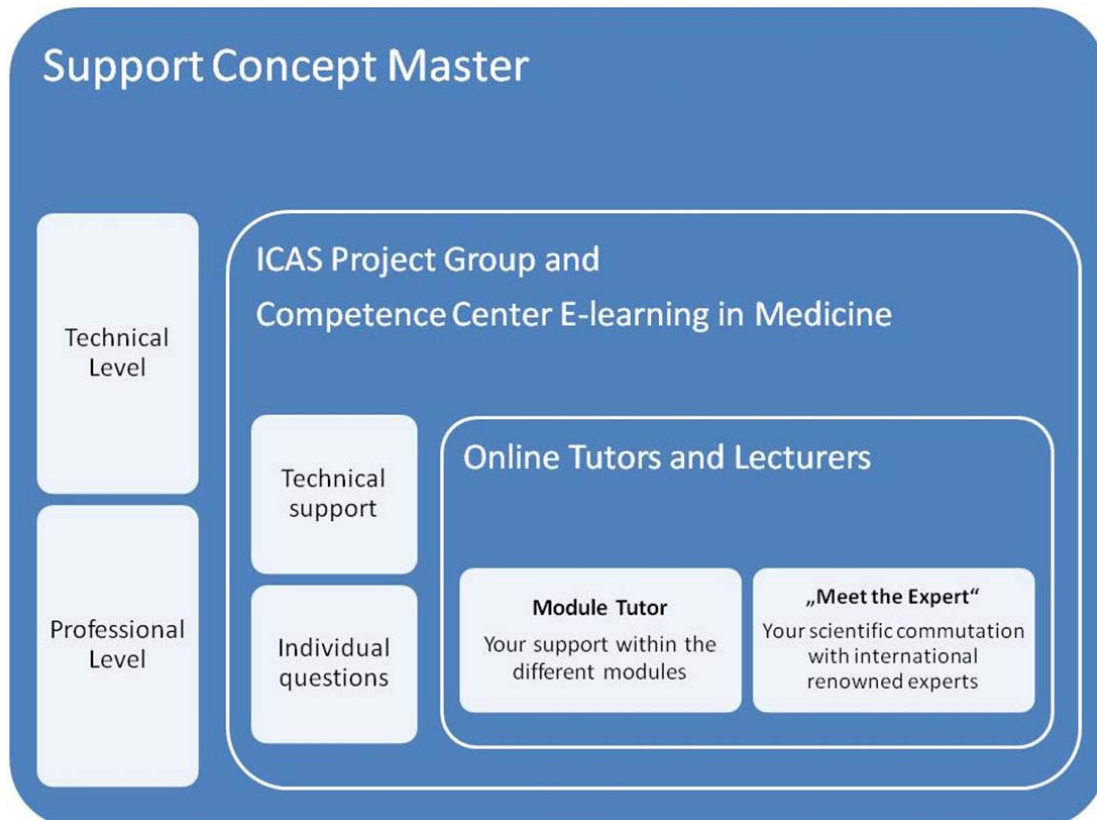 Support Concept Master
Technical
Level
Professional
Level
ICAS Project Group and
Competence Center E-learning in Medicine
Technical
support
Individual
questions
Online Tutors and Lecturers
Module Tutor
Your support within the
different modules
„Meet the Expert“
Your scientific commutation
with international
renowned experts